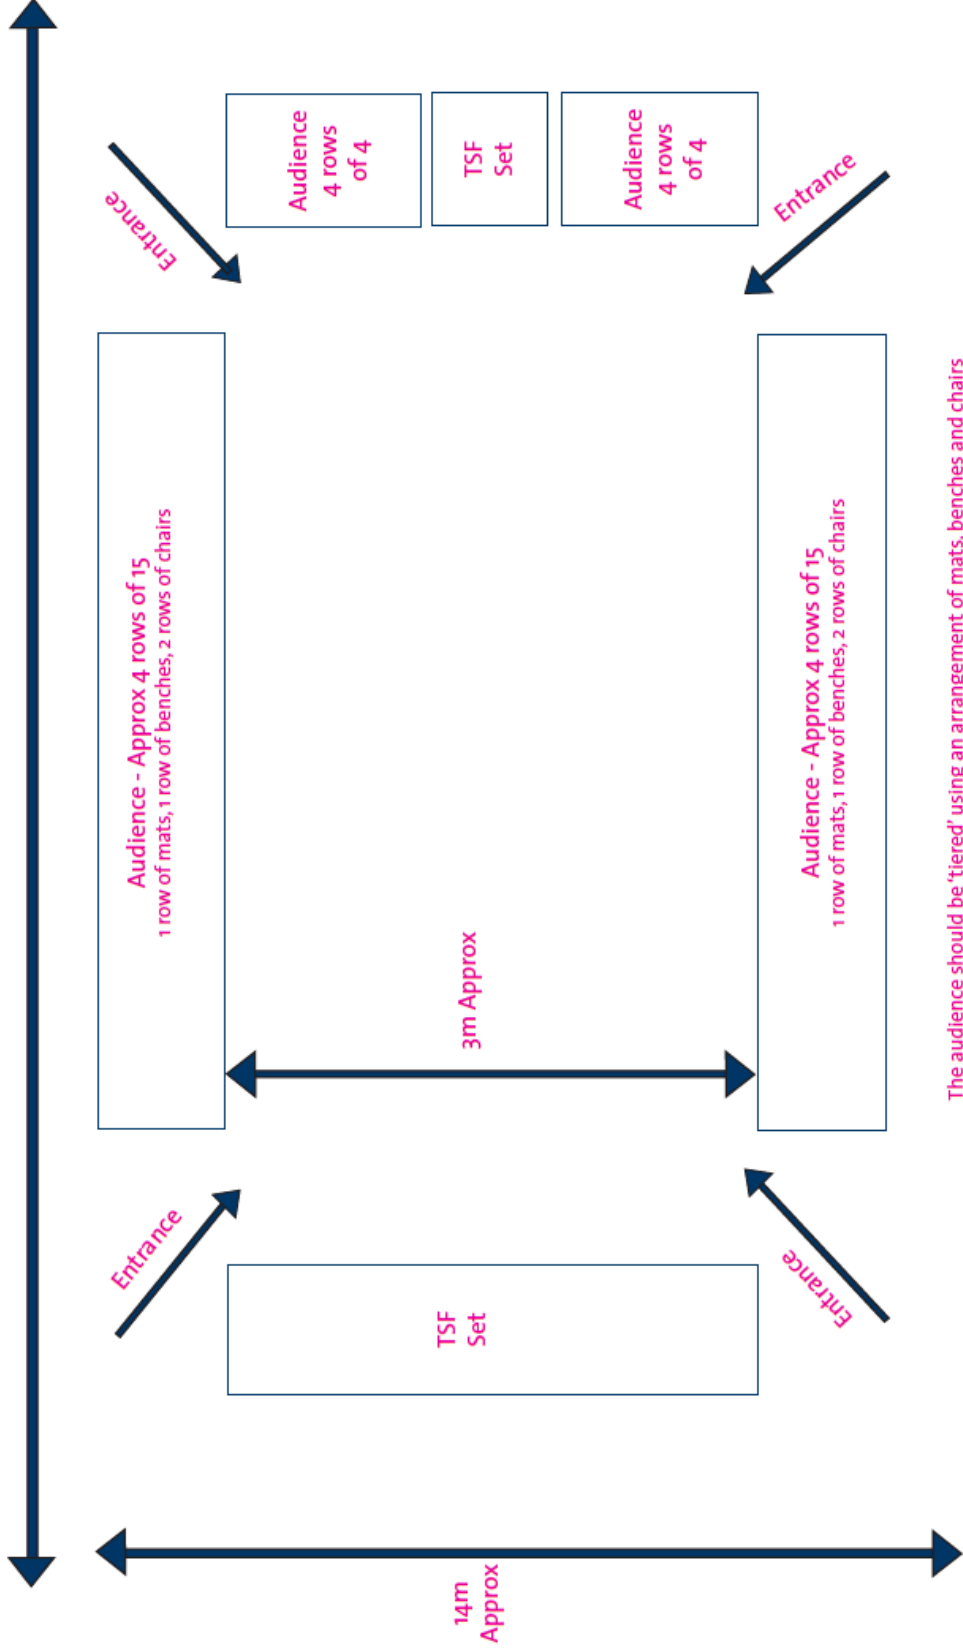 Entrance
Audience - Approx 4 rows of 15
1 row of mats, 1 row of benches, 2 rows of chairs
Entrance
Audience
4 rows
of 4
14m
Approx
TSF
Set
3m Approx
TSF
Set
Audience
4 rows
of 4
Entrance
Audience - Approx 4 rows of 15
1 row of mats, 1 row of benches, 2 rows of chairs
Entrance
The audience should be 'tiered' using an arrangement of mats, benches and chairs